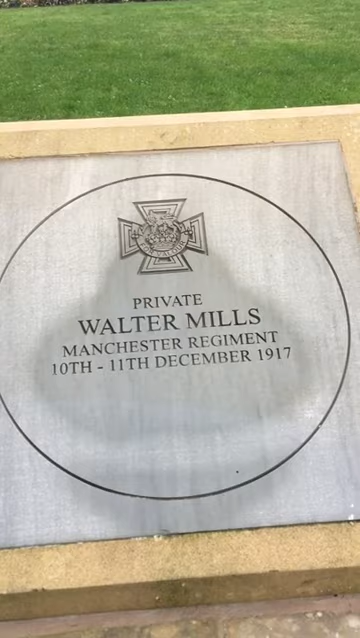 PRIVATE
WALTER MILLS
MANCHESTER REGIMENT
10TH - 11TH DECEMBER 1917